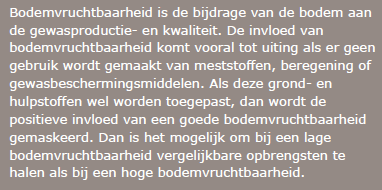 Bodemvruchtbaarheid is de bijdrage van de bodem aan
de gewasproductie- en kwaliteit. De invloed van
bodemvruchtbaarheid komt vooral tot uiting als er geen
gebruik wordt gemaakt van meststoffen, beregening of
gewasbeschermingsmiddelen. Als deze grond- en
hulpstoffen wel worden toegepast, dan wordt de
positieve invloed van een goede bodemvruchtbaarheid
gemaskeerd. Dan is het mogelijk om bij een lage
bodemvruchtbaarheid vergelijkbare opbrengsten te
halen als bij een hoge bodemvruchtbaarheid.